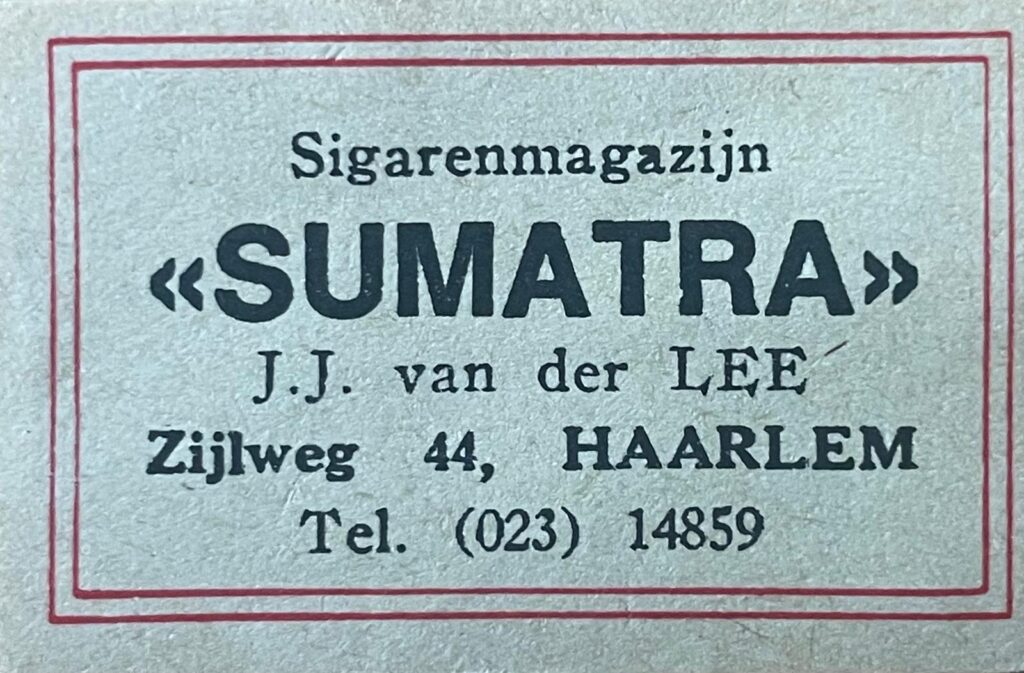 Sigarenmagazijn
«SUMATRA»
J.J. van der LEE
Zijlweg 44, HAARLEM
Tel. (023) 14859